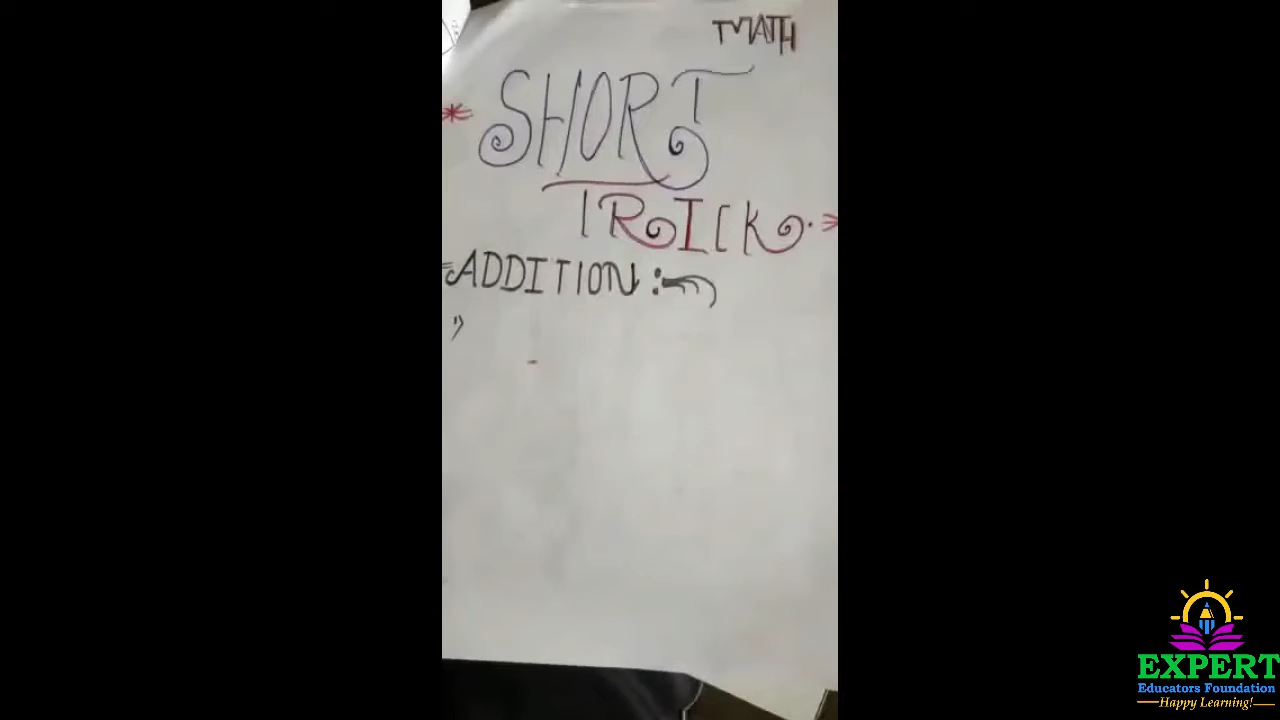 MATH
SHORT
TRICK
ADDITION :-
EXPERT
Educators Foundation
Happy Learning!